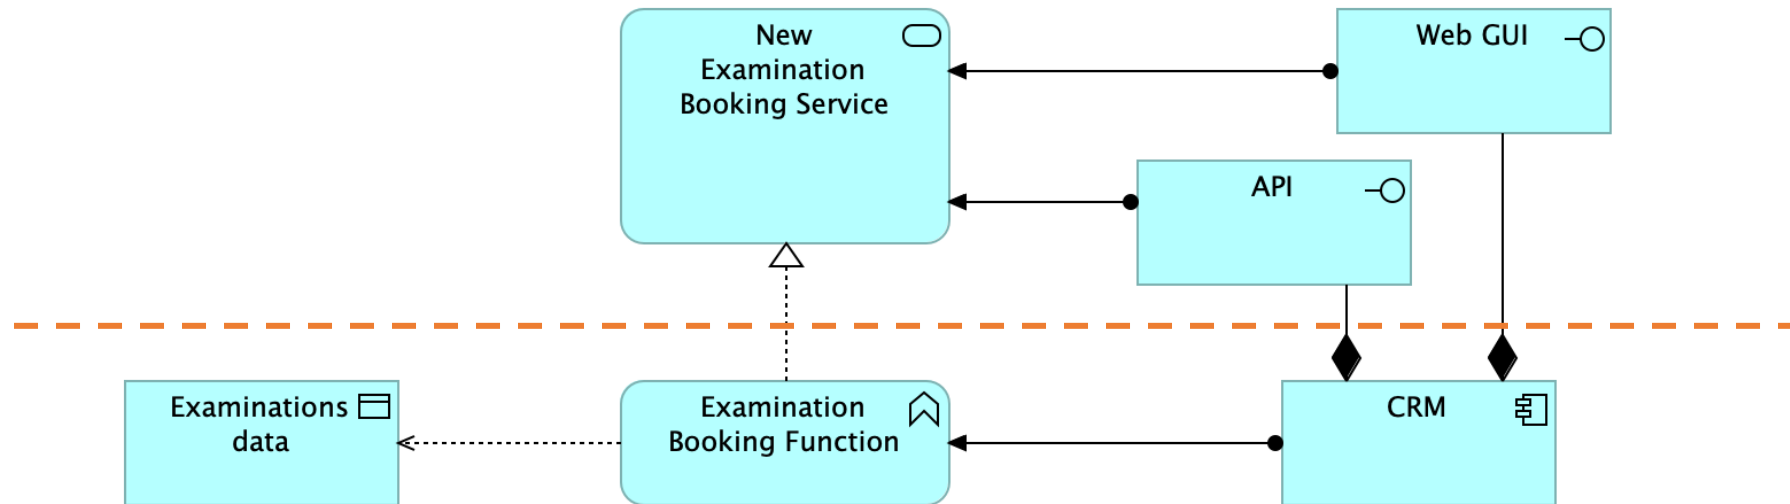 New
Examination
Booking Service
Web GUI
API
Examinations
data
Examination
Booking Function
CRM